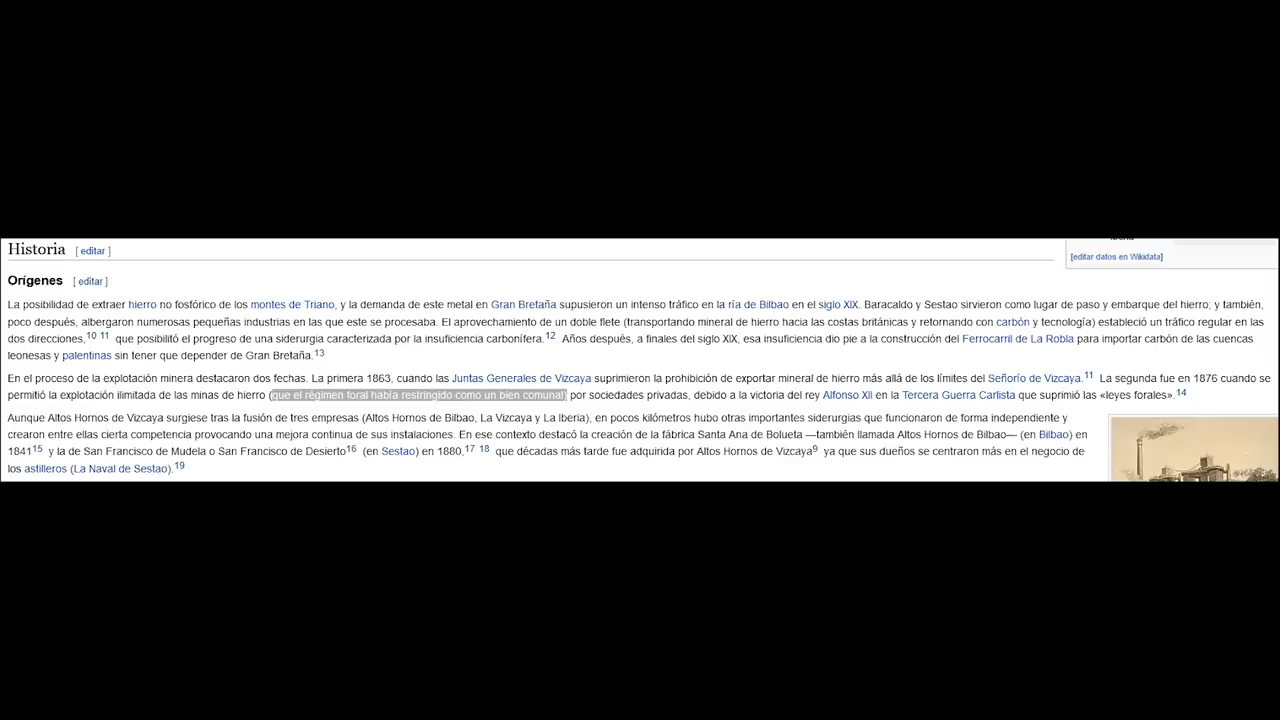 Historia [ editar ]
[editar datos en Wikidata]
Orígenes [ editar ]
La posibilidad de extraer hierro no fosfórico de los montes de Triano, y la demanda de este metal en Gran Bretaña supusieron un intenso tráfico en la ría de Bilbao en el siglo XIX. Baracaldo y Sestao sirvieron como lugar de paso y embarque del hierro; y también,
poco después, albergaron numerosas pequeñas industrias en las que este se procesaba. El aprovechamiento de un doble flete (transportando mineral de hierro hacia las costas británicas y retornando con carbón y tecnología) estableció un tráfico regular en las
dos direcciones,10 11 que posibilitó el progreso de una siderurgia caracterizada por la insuficiencia carbonífera.12 Años después, a finales del siglo XIX, esa insuficiencia dio pie a la construcción del Ferrocarril de La Robla para importar carbón de las cuencas
leonesas y palentinas sin tener que depender de Gran Bretaña.13
En el proceso de la explotación minera destacaron dos fechas. La primera 1863, cuando las Juntas Generales de Vizcaya suprimieron la prohibición de exportar mineral de hierro más allá de los límites del Señorío de Vizcaya.11 La segunda fue en 1876 cuando se
permitió la explotación ilimitada de las minas de hierro (que el régimen foral había restringido como un bien comunal) por sociedades privadas, debido a la victoria del rey Alfonso XII en la Tercera Guerra Carlista que suprimió las «leyes forales».14
Aunque Altos Hornos de Vizcaya surgiese tras la fusión de tres empresas (Altos Hornos de Bilbao, La Vizcaya y La Iberia), en pocos kilómetros hubo otras importantes siderurgias que funcionaron de forma independiente y
crearon entre ellas cierta competencia provocando una mejora continua de sus instalaciones. En ese contexto destacó la creación de la fábrica Santa Ana de Bolueta —también llamada Altos Hornos de Bilbao— (en Bilbao) en
184115 y la de San Francisco de Mudela o San Francisco de Desierto16 (en Sestao) en 1880,17 18 que décadas más tarde fue adquirida por Altos Hornos de Vizcaya9 ya que sus dueños se centraron más en el negocio de
los astilleros (La Naval de Sestao).19